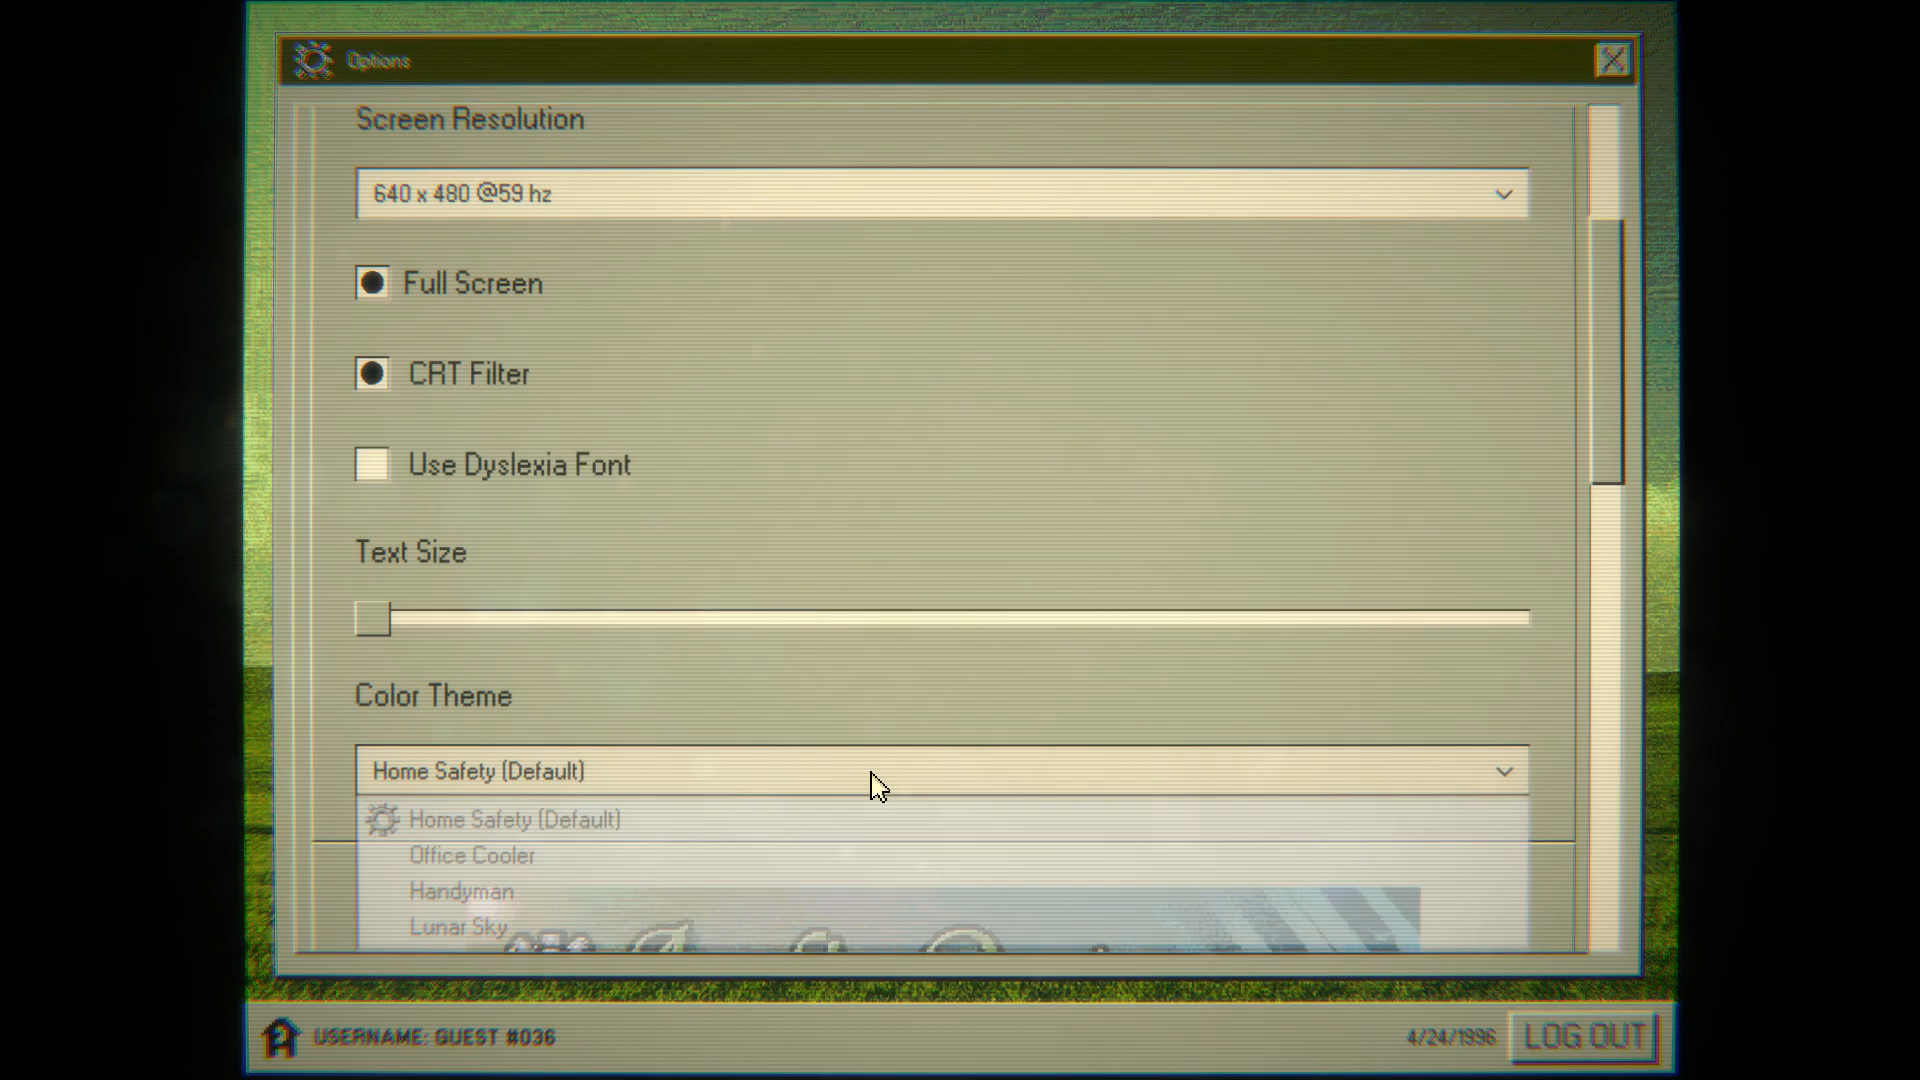 Options
Screen Resolution
640 x 480 @59 hz
Full Screen
CRT Filter
Use Dyslexia Font
Text Size
Color Theme
Home Safety (Default)
Home Safety (Default)
Office Cooler
Handyman
Lunar Sky
USERNAME: GUEST #036
4/24/1996
LOG OUT